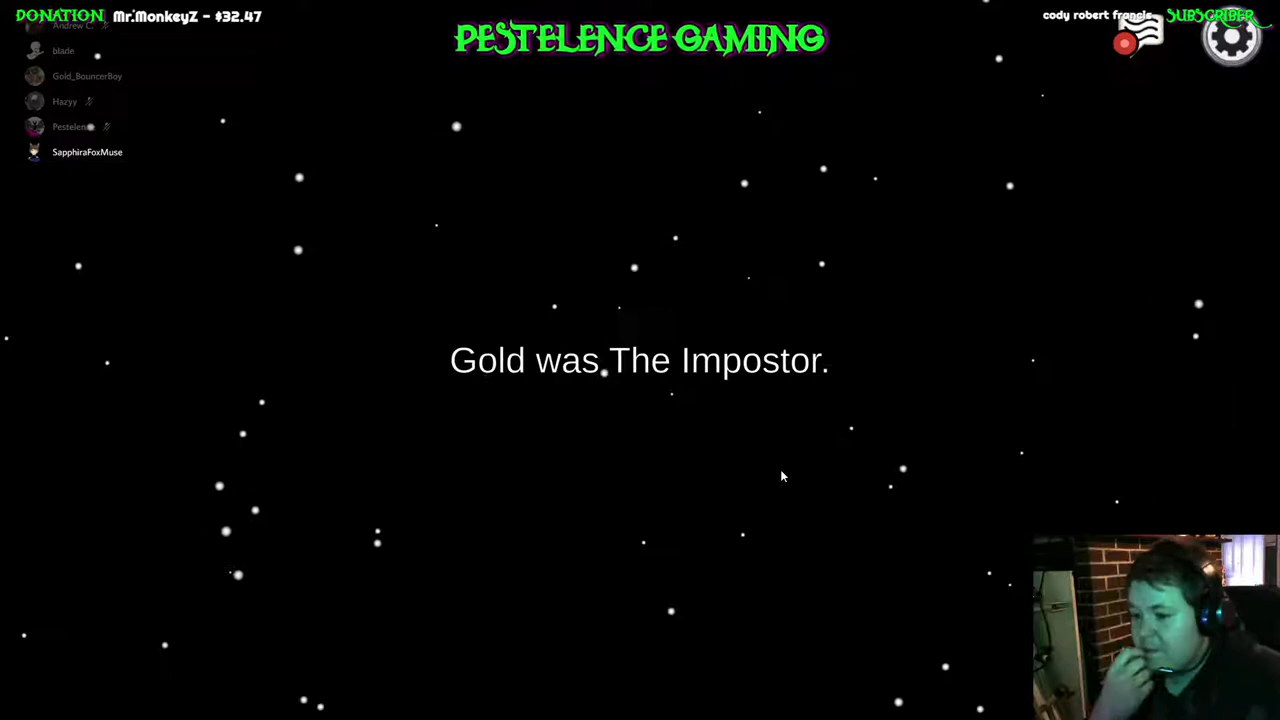 DONATION Mr.MonkeyZ - $32.47
PESTELENCE GAMING
cody robert francis SUBSCRIBER
Andrew C.
blade
Gold_BouncerBoy
Hazyy
SapphiraFoxMuse
Gold was The Impostor.